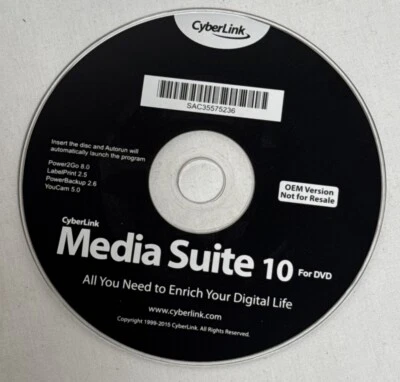 CyberLink
SAC35575236
Insert the disc and Autorun will
automatically launch the program
Power2Go 8.0
LabelPrint 2.5
PowerBackup 2.6
YouCam 5.0
OEM Version
Not for Resale
CyberLink
Media Suite 10 For DVD
All You Need to Enrich Your Digital Life
www.cyberlink.com
Copyright 1999-2015 CyberLink. All Rights Reserved.